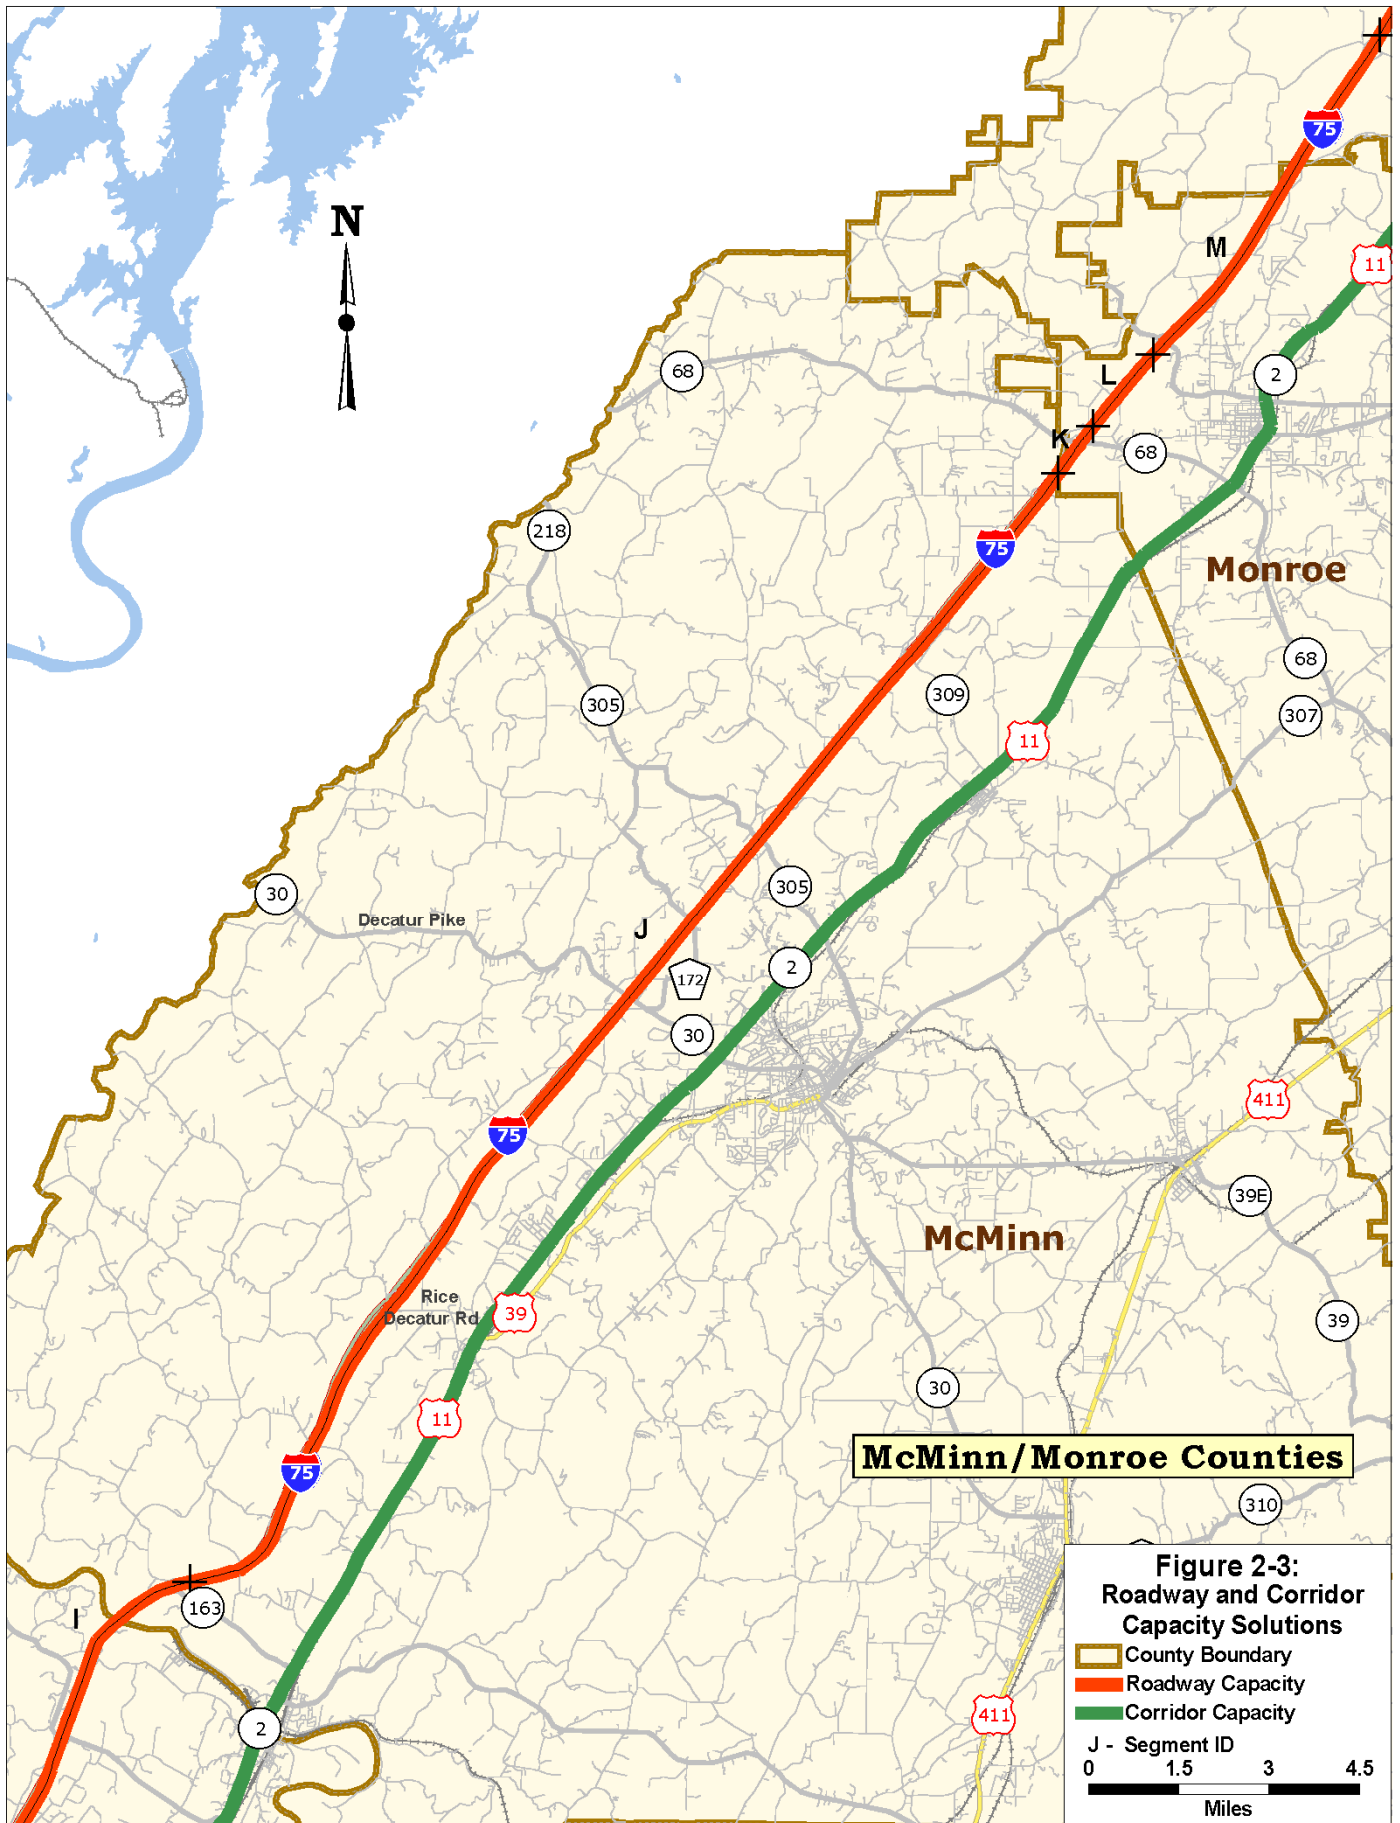 75
N
M
11
68
L
2
K
68
218
75
Monroe
68
305
309
307
11
30
305
Decatur Pike
J
2
172
30
411
75
39E
McMinn
Rice
Decatur Rd
39
39
30
11
McMinn/Monroe Counties
75
310
163
I
2
411
Figure 2-3:
Roadway and Corridor
Capacity Solutions
County Boundary
Roadway Capacity
Corridor Capacity
J - Segment ID
0 1.5 3 4.5
Miles